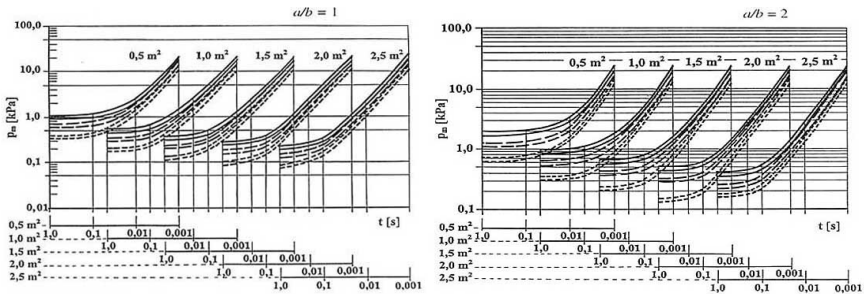 a/b = 1
100,0
10,0
1,0
0,1
0,01
pm [kPa]
0,5 m² 1,0 m² 1,5 m² 2,0 m² 2,5 m²
t [s]
0,5 m²
1,0 0,1 0,01 0,001
1,0 m²
1,0 0,1 0,01 0,001
1,5 m²
1,0 0,1 0,01 0,001
2,0 m²
1,0 0,1 0,01 0,001
2,5 m²
1,0 0,1 0,01 0,001
a/b = 2
100,0
10,0
1,0
0,1
pm [kPa]
0,5 m² 1,0 m² 1,5 m² 2,0 m² 2,5 m²
t [s]
0,5 m²
1,0 0,1 0,01 0,001
1,0 m²
1,0 0,1 0,01 0,001
1,5 m²
1,0 0,1 0,01 0,001
2,0 m²
1,0 0,1 0,01 0,001
2,5 m²
1,0 0,1 0,01 0,001